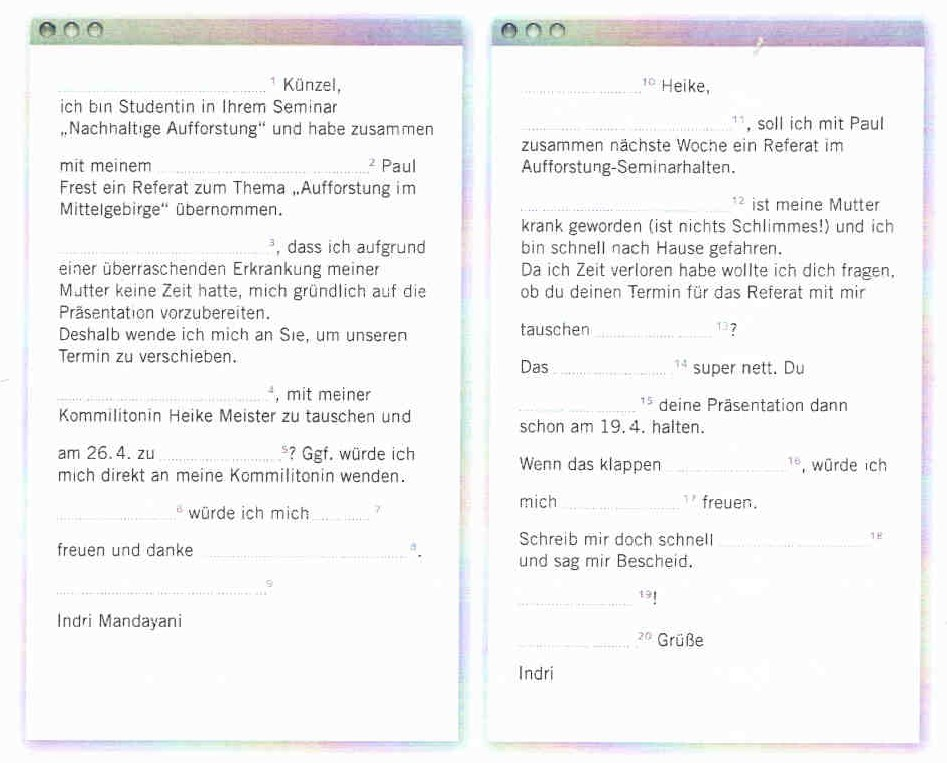 ............ 1 Künzel,
ich bin Studentin in Ihrem Seminar
„Nachhaltige Aufforstung“ und habe zusammen
mit meinem ............ 2 Paul
Frest ein Referat zum Thema „Aufforstung im
Mittelgebirge“ übernommen.
............ 3, dass ich aufgrund
einer überraschenden Erkrankung meiner
Mutter keine Zeit hatte, mich gründlich auf die
Präsentation vorzubereiten.
Deshalb wende ich mich an Sie, um unseren
Termin zu verschieben.
............ 4, mit meiner
Kommilitonin Heike Meister zu tauschen und
am 26.4. zu ............ 5? Ggf. würde ich
mich direkt an meine Kommilitonin wenden.
............ 6 würde ich mich ............ 7
freuen und danke ............ 8.
............ 9
Indri Mandayani
............ 10 Heike,
............ 11, soll ich mit Paul
zusammen nächste Woche ein Referat im
Aufforstung-Seminarhalten.
............ 12 ist meine Mutter
krank geworden (ist nichts Schlimmes!) und ich
bin schnell nach Hause gefahren.
Da ich Zeit verloren habe wollte ich dich fragen,
ob du deinen Termin für das Referat mit mir
tauschen ............ 13?
Das ............ 14 super nett. Du
............ 15 deine Präsentation dann
schon am 19.4. halten.
Wenn das klappen ............ 16, würde ich
mich ............ 17 freuen.
Schreib mir doch schnell ............ 18
und sag mir Bescheid.
............ 19!
............ 20 Grüße
Indri